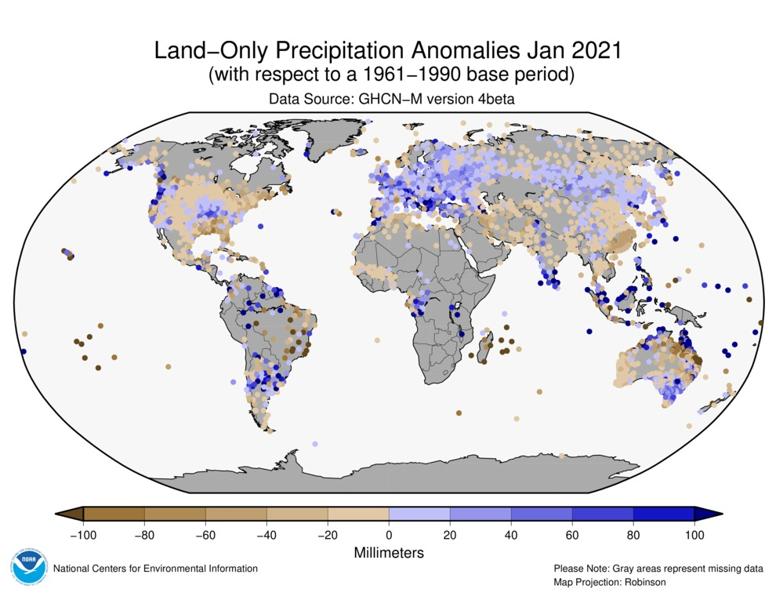 Land−Only Precipitation Anomalies Jan 2021
(with respect to a 1961−1990 base period)
Data Source: GHCN−M version 4beta
−100 −80 −60 −40 −20 0 20 40 60 80 100
Millimeters
NOAA
National Centers for Environmental Information
Please Note: Gray areas represent missing data
Map Projection: Robinson